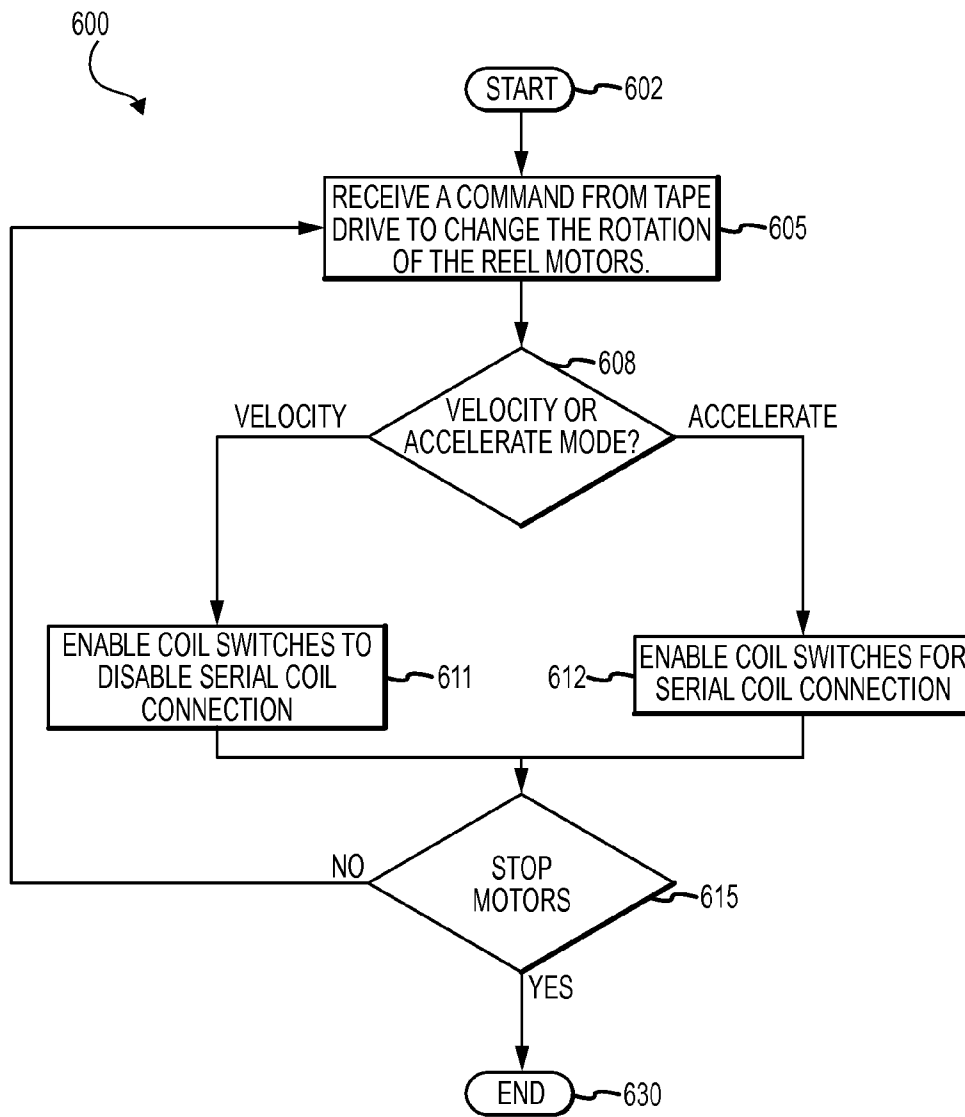 600
START
602
RECEIVE A COMMAND FROM TAPE
DRIVE TO CHANGE THE ROTATION
OF THE REEL MOTORS.
605
608
VELOCITY
VELOCITY OR
ACCELERATE MODE?
ACCELERATE
ENABLE COIL SWITCHES TO
DISABLE SERIAL COIL
CONNECTION
611
612
ENABLE COIL SWITCHES FOR
SERIAL COIL CONNECTION
NO
STOP
MOTORS
615
YES
END
630